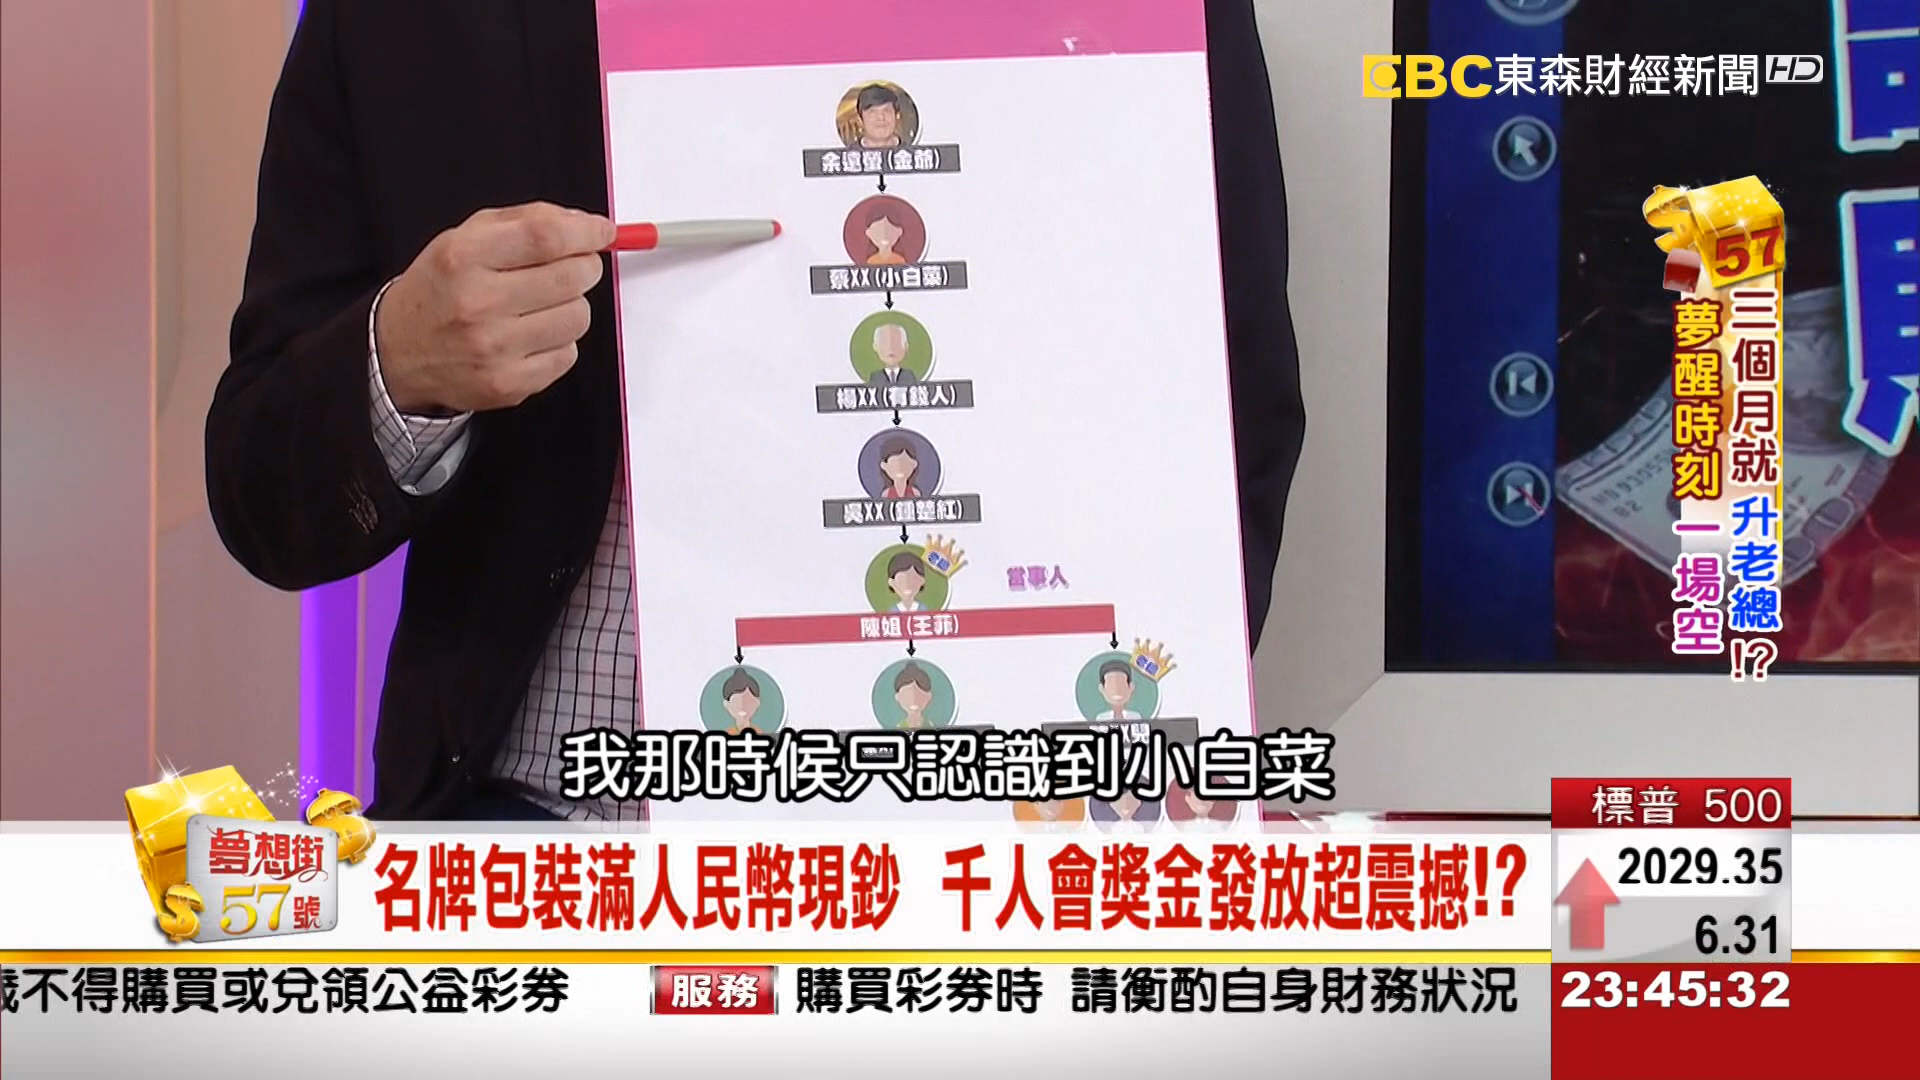 EBC東森財經新聞HD
57
三個月就升老總!?
夢醒時刻一場空
余遠螢(金爺)
蔡XX(小白菜)
楊XX(有錢人)
吳XX(鍾楚紅)
老總
當事人
陳姐(王菲)
老總
我那時候只認識到小白菜
夢想街
57號
名牌包裝滿人民幣現鈔 千人會獎金發放超震撼!?
標普 500
2029.35
6.31
歲不得購買或兌領公益彩券 服務 購買彩券時 請衡酌自身財務狀況
23:45:32